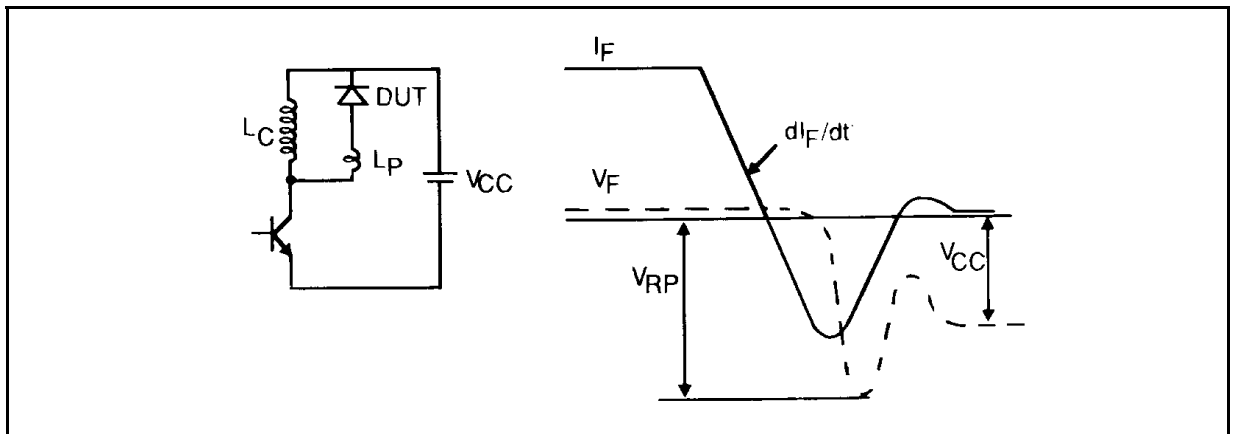 DUT
LC
LP
VCC
IF
dIF/dt
VF
VRP
VCC